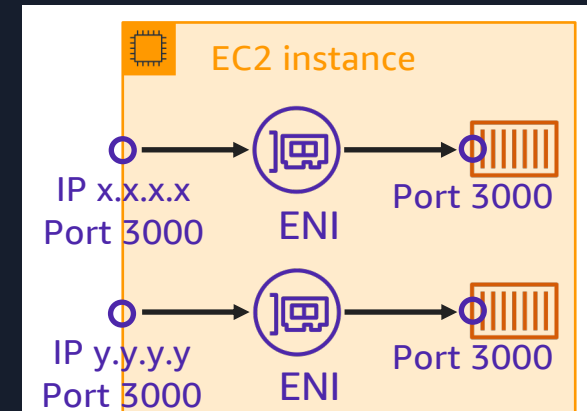 EC2 instance
IP x.x.x.x
Port 3000
ENI
Port 3000
IP y.y.y.y
Port 3000
ENI
Port 3000